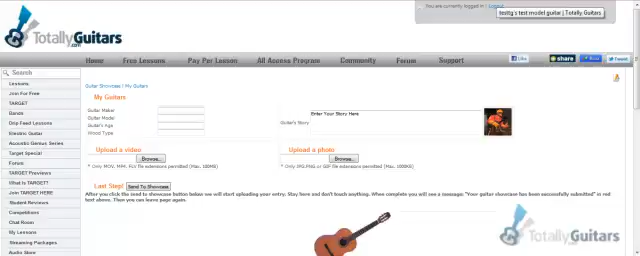 You are currently logged in | Logout
testtg's test model guitar | Totally Guitars
TotallyGuitars
.com
Home Free Lessons Pay Per Lesson All Access Program Community Forum Support
Like
share
Tweet
Search
Lessons
Join For Free
TARGET
Bands
Drip Feed Lessons
Electric Guitar
Acoustic Genius Series
Target Special
Forum
TARGET Previews
What Is TARGET?
Join TARGET HERE
Student Reviews
Competitions
Chat Room
My Lessons
Streaming Packages
Audio Store
Guitar Showcase | My Guitars
My Guitars
Guitar Maker
Guitar Model
Guitar's Age
Wood Type
Guitar's Story
Enter Your Story Here
Upload a video
Browse...
* Only MOV, MP4, FLV file extensions permitted (Max. 100MB)
Upload a photo
Browse...
* Only JPG,PNG or GIF file extensions permitted (Max. 1000KB)
Last Step! Send To Showcase
After you click the send to showcase button below we will start uploading your entry. Stay here and don't touch anything. When complete you will see a message: "Your guitar showcase has been successfully submitted" in red
text above. Then you can leave page again.
TotallyGuitars